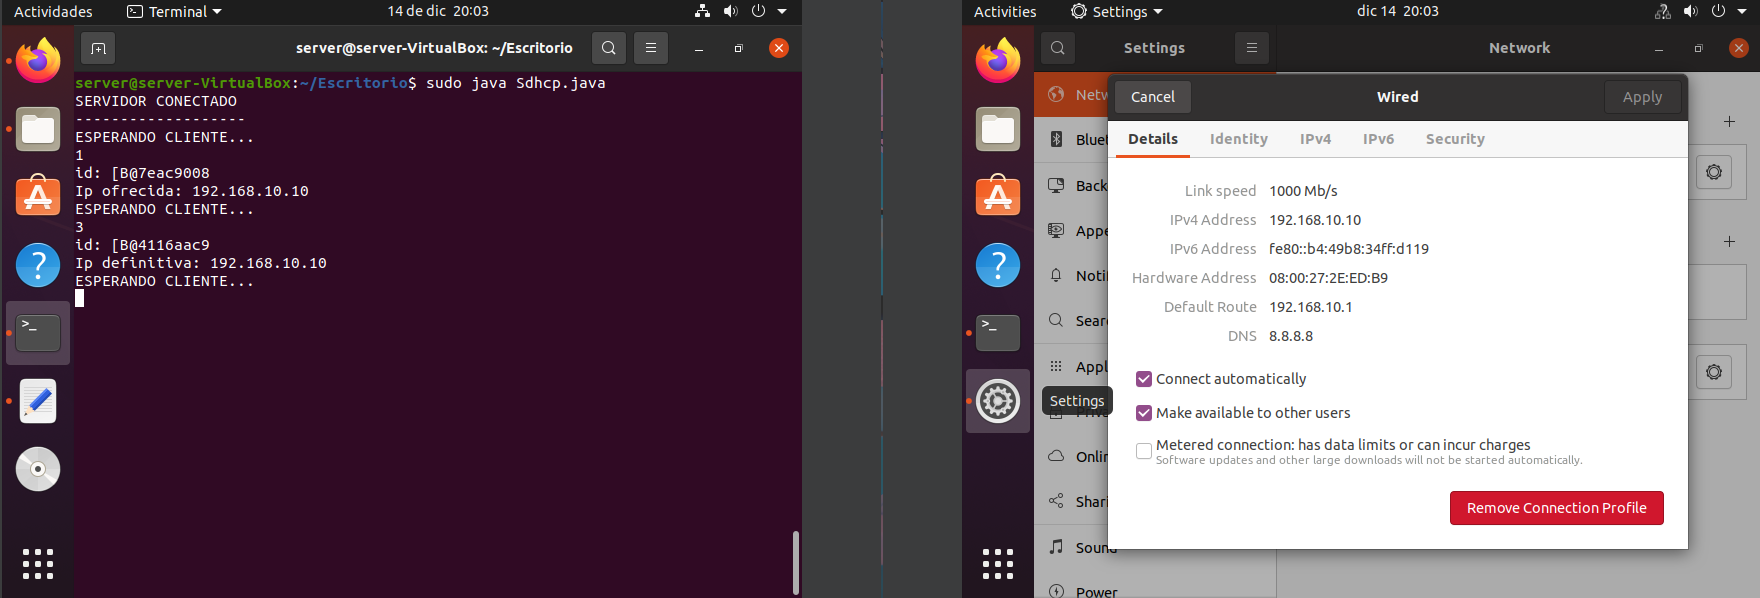 Actividades
Terminal
14 de dic 20:03
server@server-VirtualBox: ~/Escritorio
server@server-VirtualBox:~/Escritorio$ sudo java Sdhcp.java
SERVIDOR CONECTADO
-------------------
ESPERANDO CLIENTE...
1
id: [B@7eac9008
Ip ofrecida: 192.168.10.10
ESPERANDO CLIENTE...
3
id: [B@4116aac9
Ip definitiva: 192.168.10.10
ESPERANDO CLIENTE...
Activities
Settings
dic 14 20:03
Settings
Network
Netw
Bluet
Back
Appe
Notif
Sear
Appl
Priva
Onlin
Shari
Sound
Power
Settings
Cancel
Wired
Apply
Details
Identity
IPv4
IPv6
Security
Link speed 1000 Mb/s
IPv4 Address 192.168.10.10
IPv6 Address fe80::b4:49b8:34ff:d119
Hardware Address 08:00:27:2E:ED:B9
Default Route 192.168.10.1
DNS 8.8.8.8
Connect automatically
Make available to other users
Metered connection: has data limits or can incur charges
Software updates and other large downloads will not be started automatically.
Remove Connection Profile